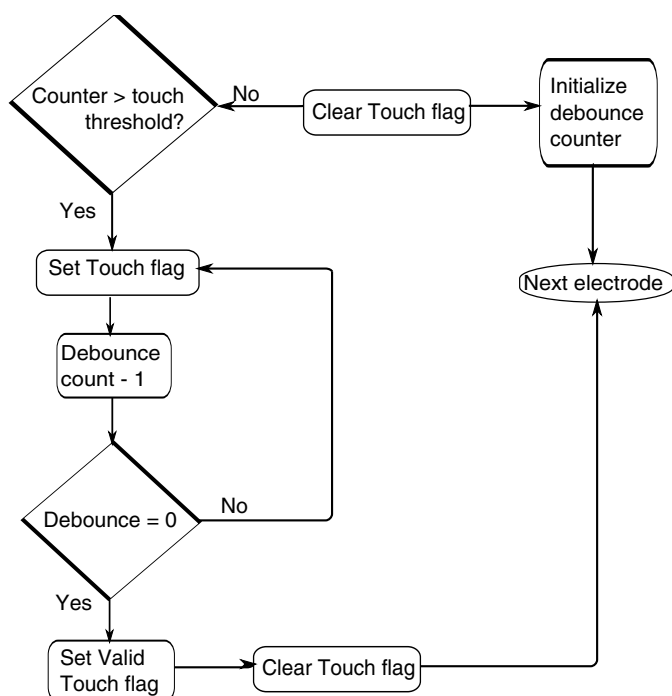 Counter > touch
threshold?
No
Clear Touch flag
Initialize
debounce
counter
Yes
Set Touch flag
Next electrode
Debounce
count - 1
Debounce = 0
No
Yes
Set Valid
Touch flag
Clear Touch flag